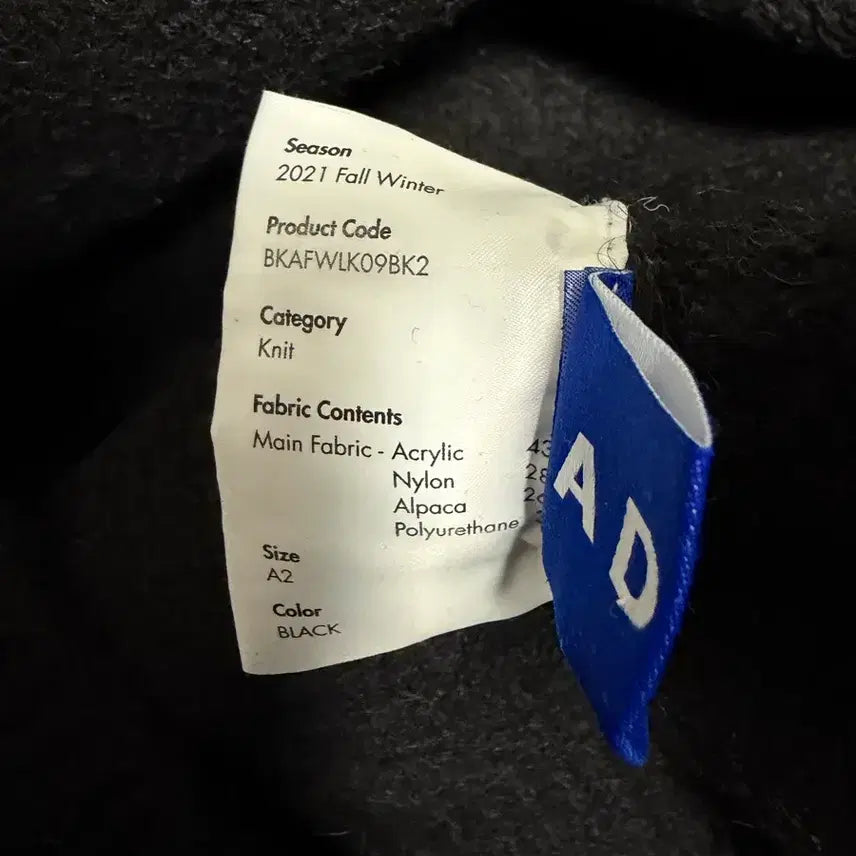 Season
2021 Fall Winter
Product Code
BKAFWLK09BK2
Category
Knit
Fabric Contents
Main Fabric - Acrylic 43
Nylon
Alpaca
Polyurethane
Size
A2
Color
BLACK
A
D